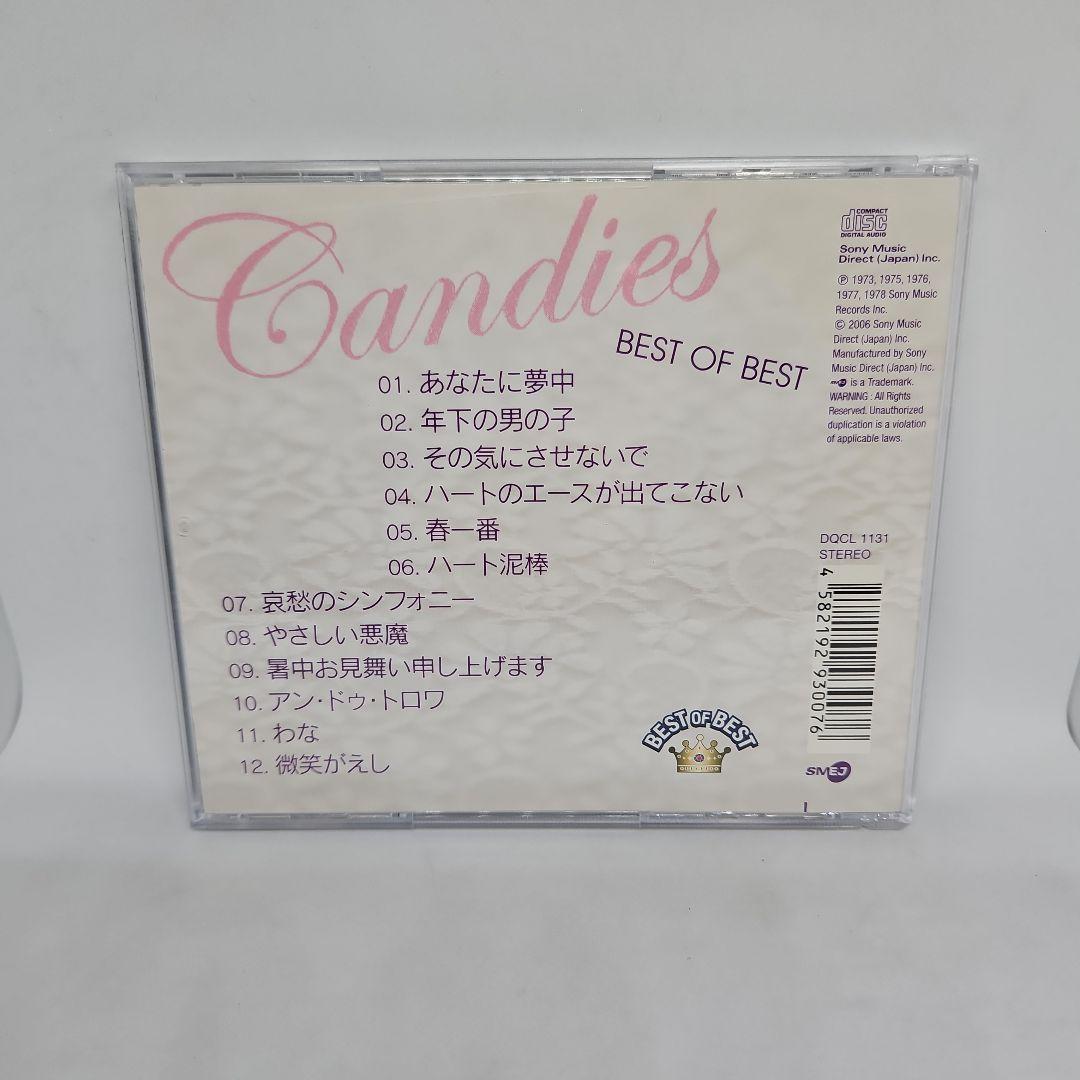 Candies
BEST OF BEST
01. あなたに夢中
02. 年下の男の子
03. その気にさせないで
04. ハートのエースが出てこない
05. 春一番
06. ハート泥棒
07. 哀愁のシンフォニー
08. やさしい悪魔
09. 暑中お見舞い申し上げます
10. アン・ドゥ・トロワ
11. わな
12. 微笑がえし
COMPACT
disc
DIGITAL AUDIO
Sony Music
Direct (Japan) Inc.
℗ 1973, 1975, 1976,
1977, 1978 Sony Music
Records Inc.
© 2006 Sony Music
Direct (Japan) Inc.
Manufactured by Sony
Music Direct (Japan) Inc.
SMEJ is a Trademark.
WARNING : All Rights
Reserved. Unauthorized
duplication is a violation
of applicable laws.
DQCL 1131
STEREO
4 582192 930076
BEST OF BEST
SMEJ